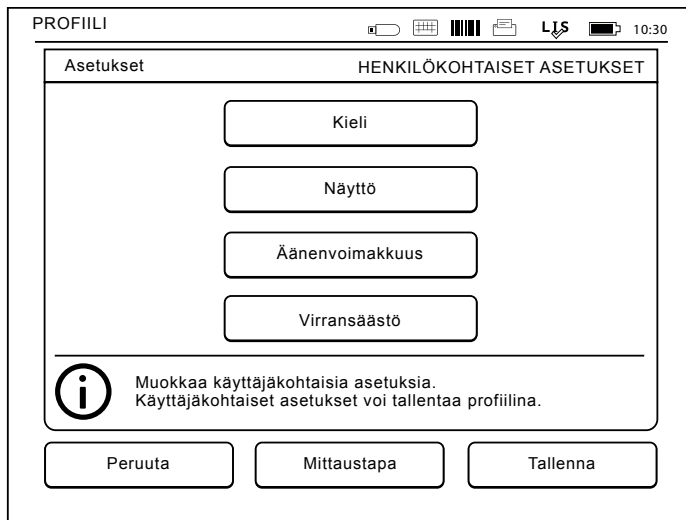 PROFIILI
LIS 10:30
Asetukset HENKILÖKOHTAISET ASETUKSET
Kieli
Näyttö
Äänenvoimakkuus
Virransäästö
Muokkaa käyttäjäkohtaisia asetuksia.
Käyttäjäkohtaiset asetukset voi tallentaa profiilina.
Peruuta Mittaustapa Tallenna